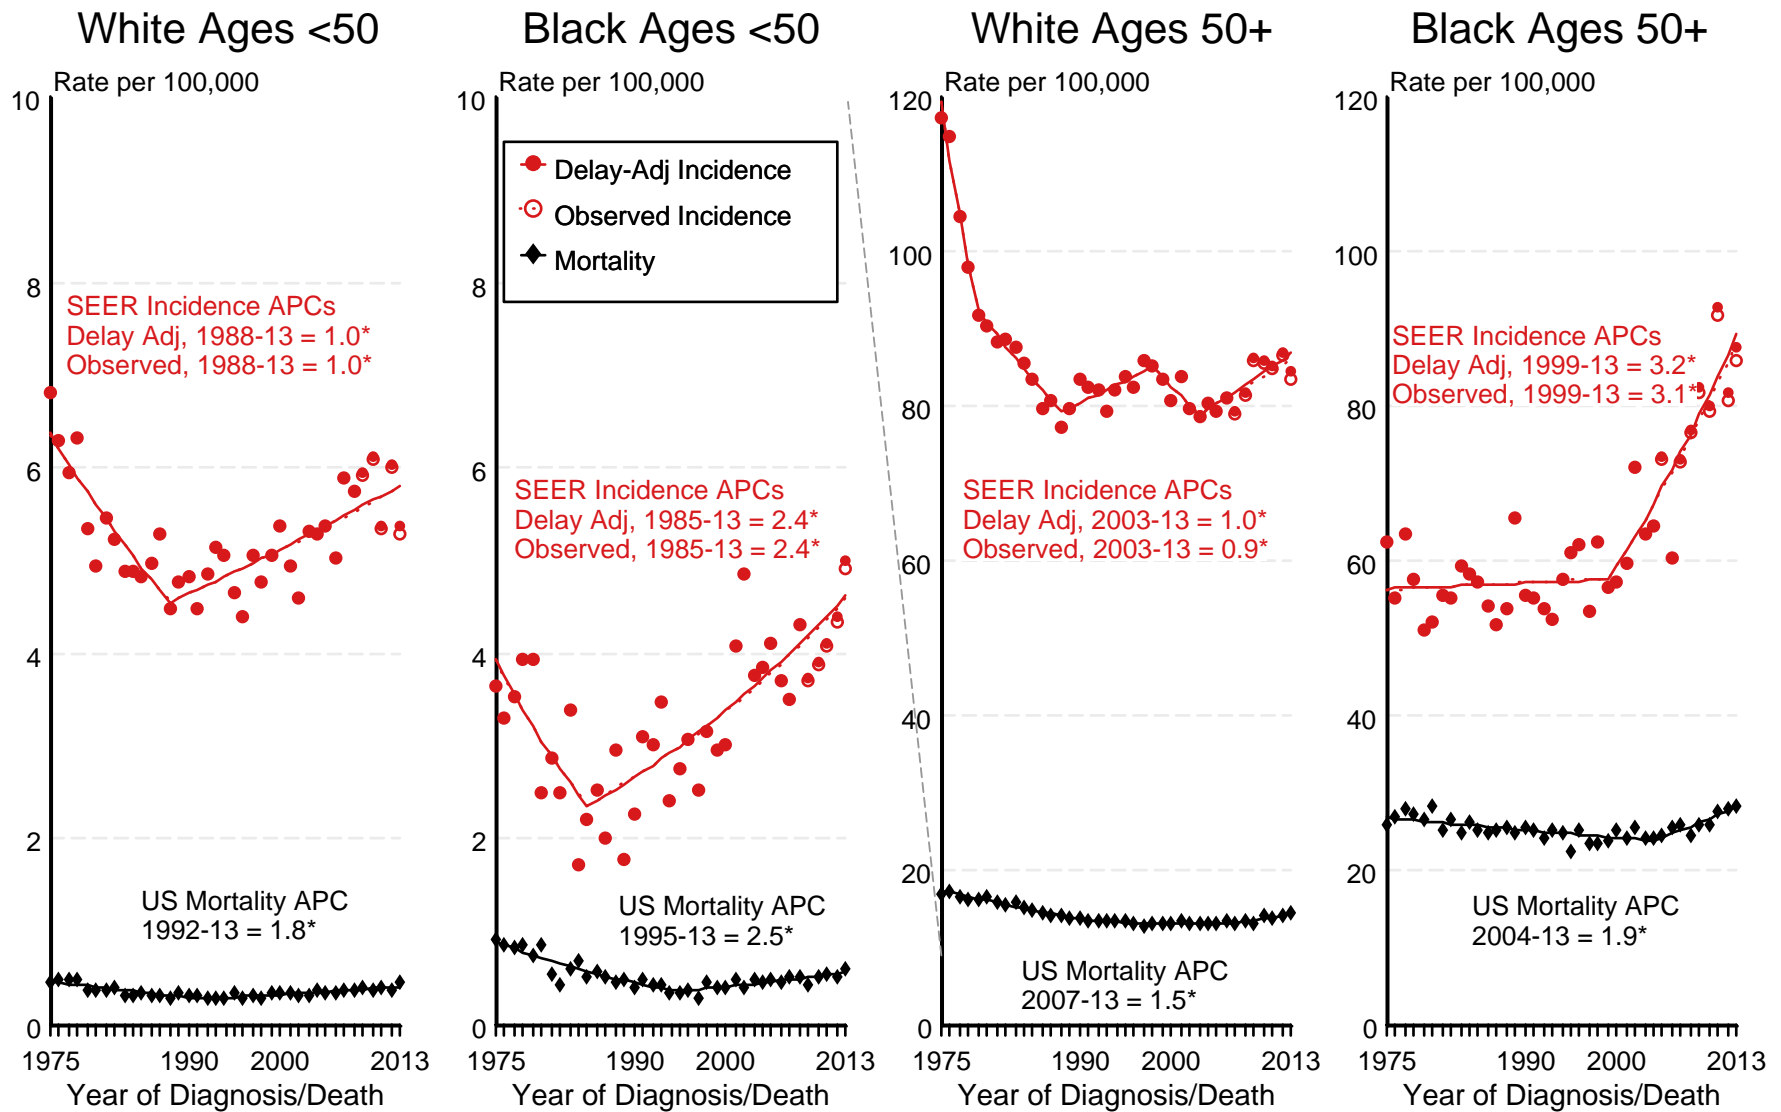 White Ages <50
Rate per 100,000
10
8
6
4
2
0
SEER Incidence APCs
Delay Adj, 1988-13 = 1.0*
Observed, 1988-13 = 1.0*
US Mortality APC
1992-13 = 1.8*
1975 1990 2000 2013
Year of Diagnosis/Death
Black Ages <50
Rate per 100,000
10
8
6
4
2
0
Delay-Adj Incidence
Observed Incidence
Mortality
SEER Incidence APCs
Delay Adj, 1985-13 = 2.4*
Observed, 1985-13 = 2.4*
US Mortality APC
1995-13 = 2.5*
1975 1990 2000 2013
Year of Diagnosis/Death
White Ages 50+
Rate per 100,000
120
100
80
60
40
20
0
SEER Incidence APCs
Delay Adj, 2003-13 = 1.0*
Observed, 2003-13 = 0.9*
US Mortality APC
2007-13 = 1.5*
1975 1990 2000 2013
Year of Diagnosis/Death
Black Ages 50+
Rate per 100,000
120
100
80
60
40
20
0
SEER Incidence APCs
Delay Adj, 1999-13 = 3.2*
Observed, 1999-13 = 3.1*
US Mortality APC
2004-13 = 1.9*
1975 1990 2000 2013
Year of Diagnosis/Death